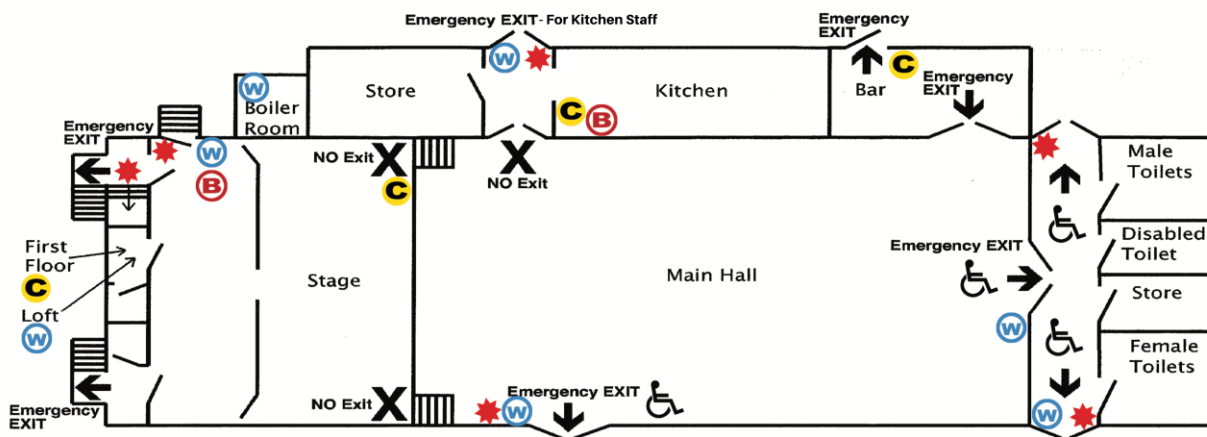 Emergency EXIT - For Kitchen Staff
Emergency
EXIT
W
C
W
Store
Kitchen
Bar
Emergency
EXIT
W
Boiler
Room
C
B
Emergency
EXIT
W
NO Exit
X
X
NO Exit
Male
Toilets
B
C
First
Floor
C
Loft
W
Stage
Main Hall
Emergency EXIT
Disabled
Toilet
Store
W
Female
Toilets
Emergency
EXIT
NO Exit
X
W
Emergency EXIT
W